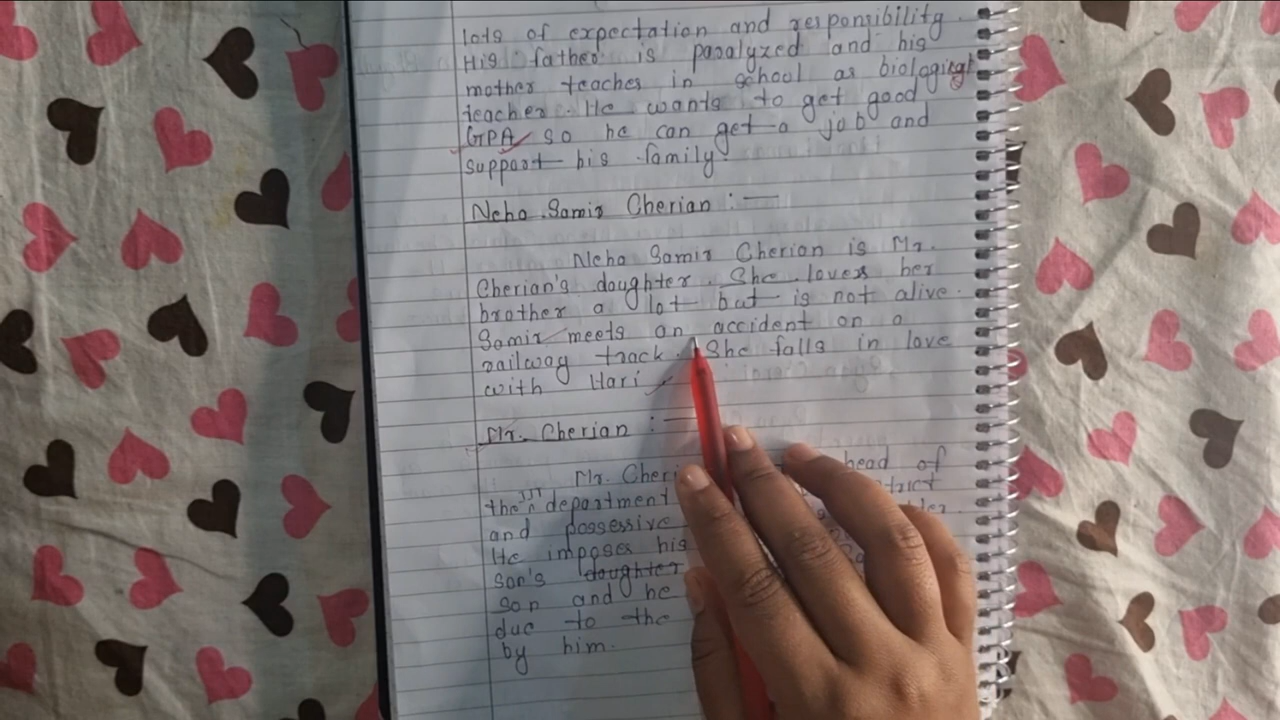 lots of expectation and responsibility.
His father is paralyzed and his
mother teaches in school as biological
teacher. He wants to get good
GPA so he can get a job and
support his family.
Neha Samir Cherian :-
Neha Samir Cherian is Mr.
Cherian's daughter. She lovers her
brother a lot but is not alive.
Samir meets an accident on a
railway track. She falls in love
with Hari
Mr. Cherian :-
Mr. Cheri head of
the IIT department
and possessive
He imposes his
son's daughter
son and he
due to the
by him.